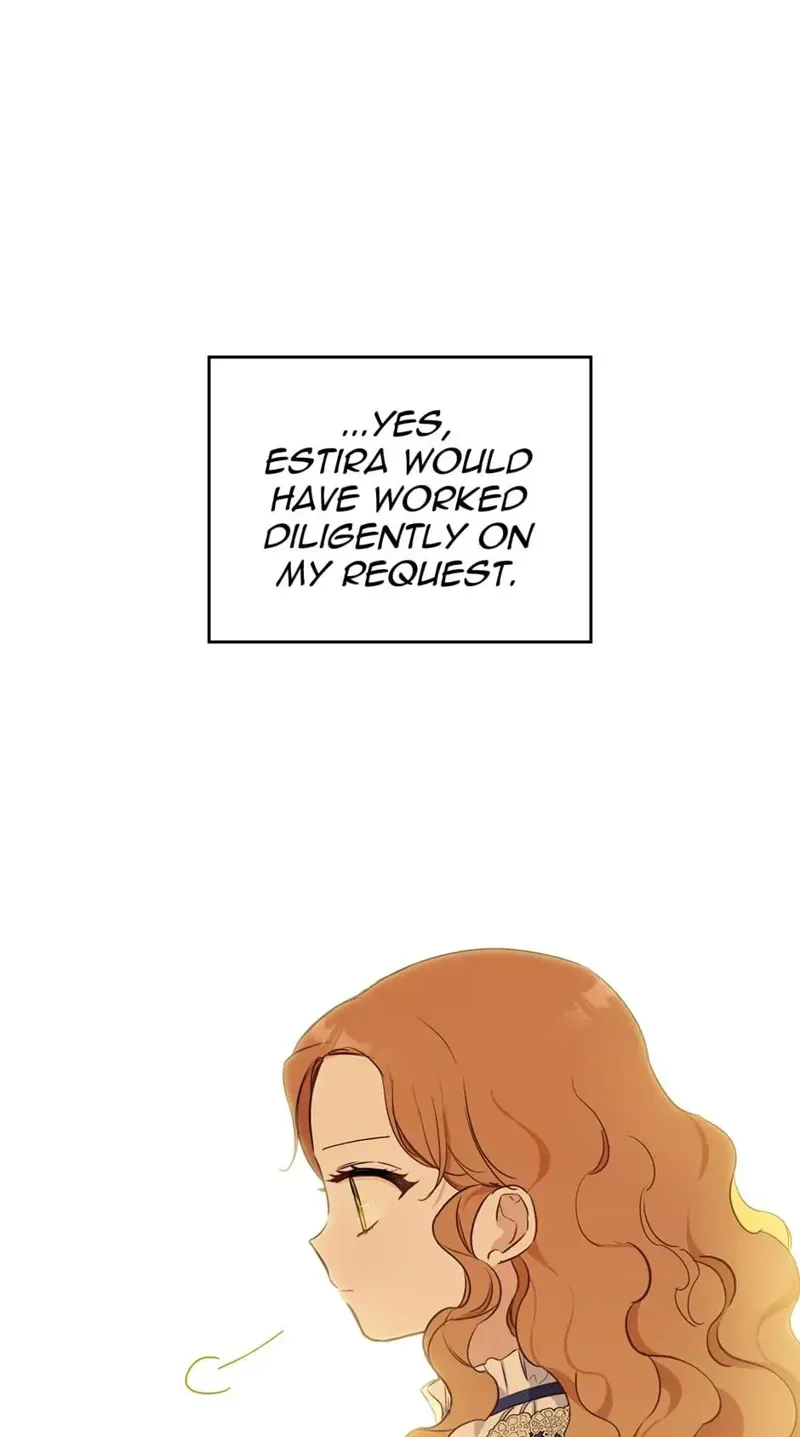 ...YES,
ESTIRA WOULD
HAVE WORKED
DILIGENTLY ON
MY REQUEST.